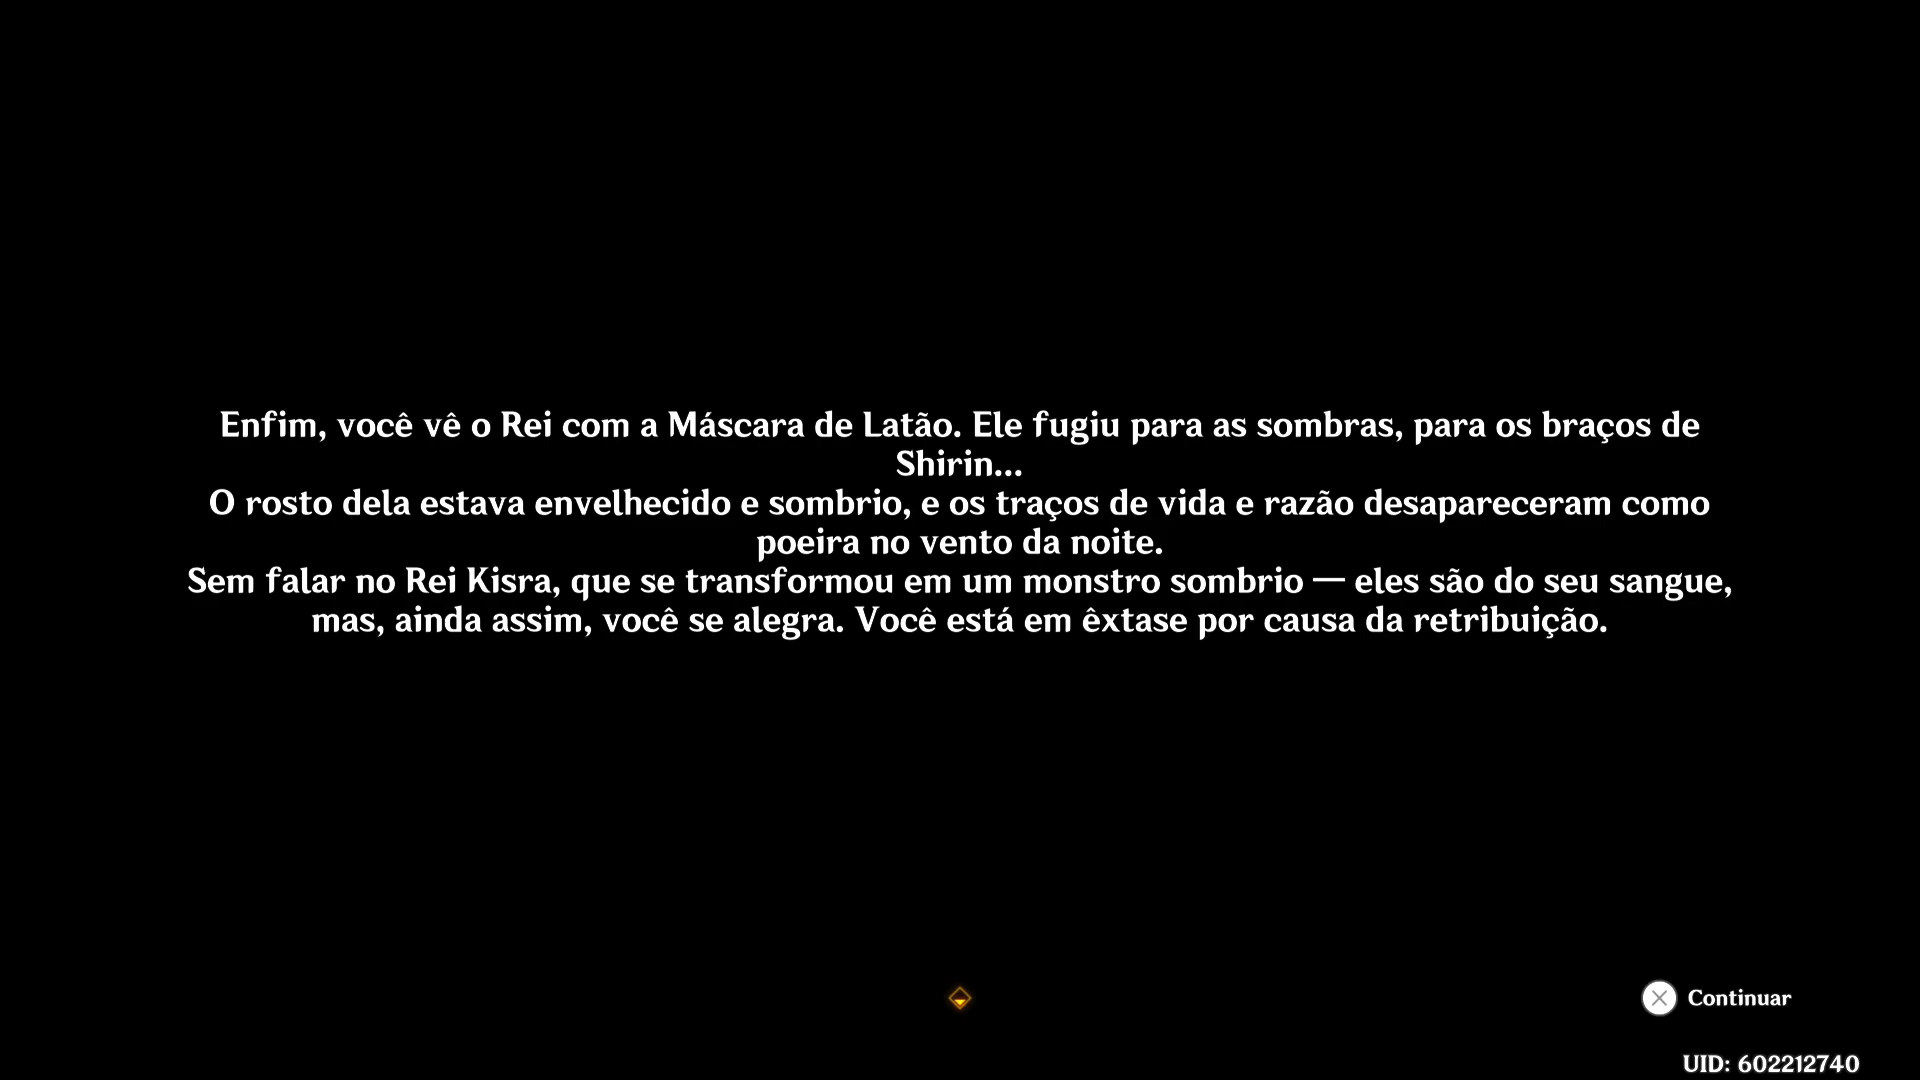 Enfim, você vê o Rei com a Máscara de Latão. Ele fugiu para as sombras, para os braços de
Shirin...
O rosto dela estava envelhecido e sombrio, e os traços de vida e razão desapareceram como
poeira no vento da noite.
Sem falar no Rei Kisra, que se transformou em um monstro sombrio — eles são do seu sangue,
mas, ainda assim, você se alegra. Você está em êxtase por causa da retribuição.
Continuar
UID: 602212740